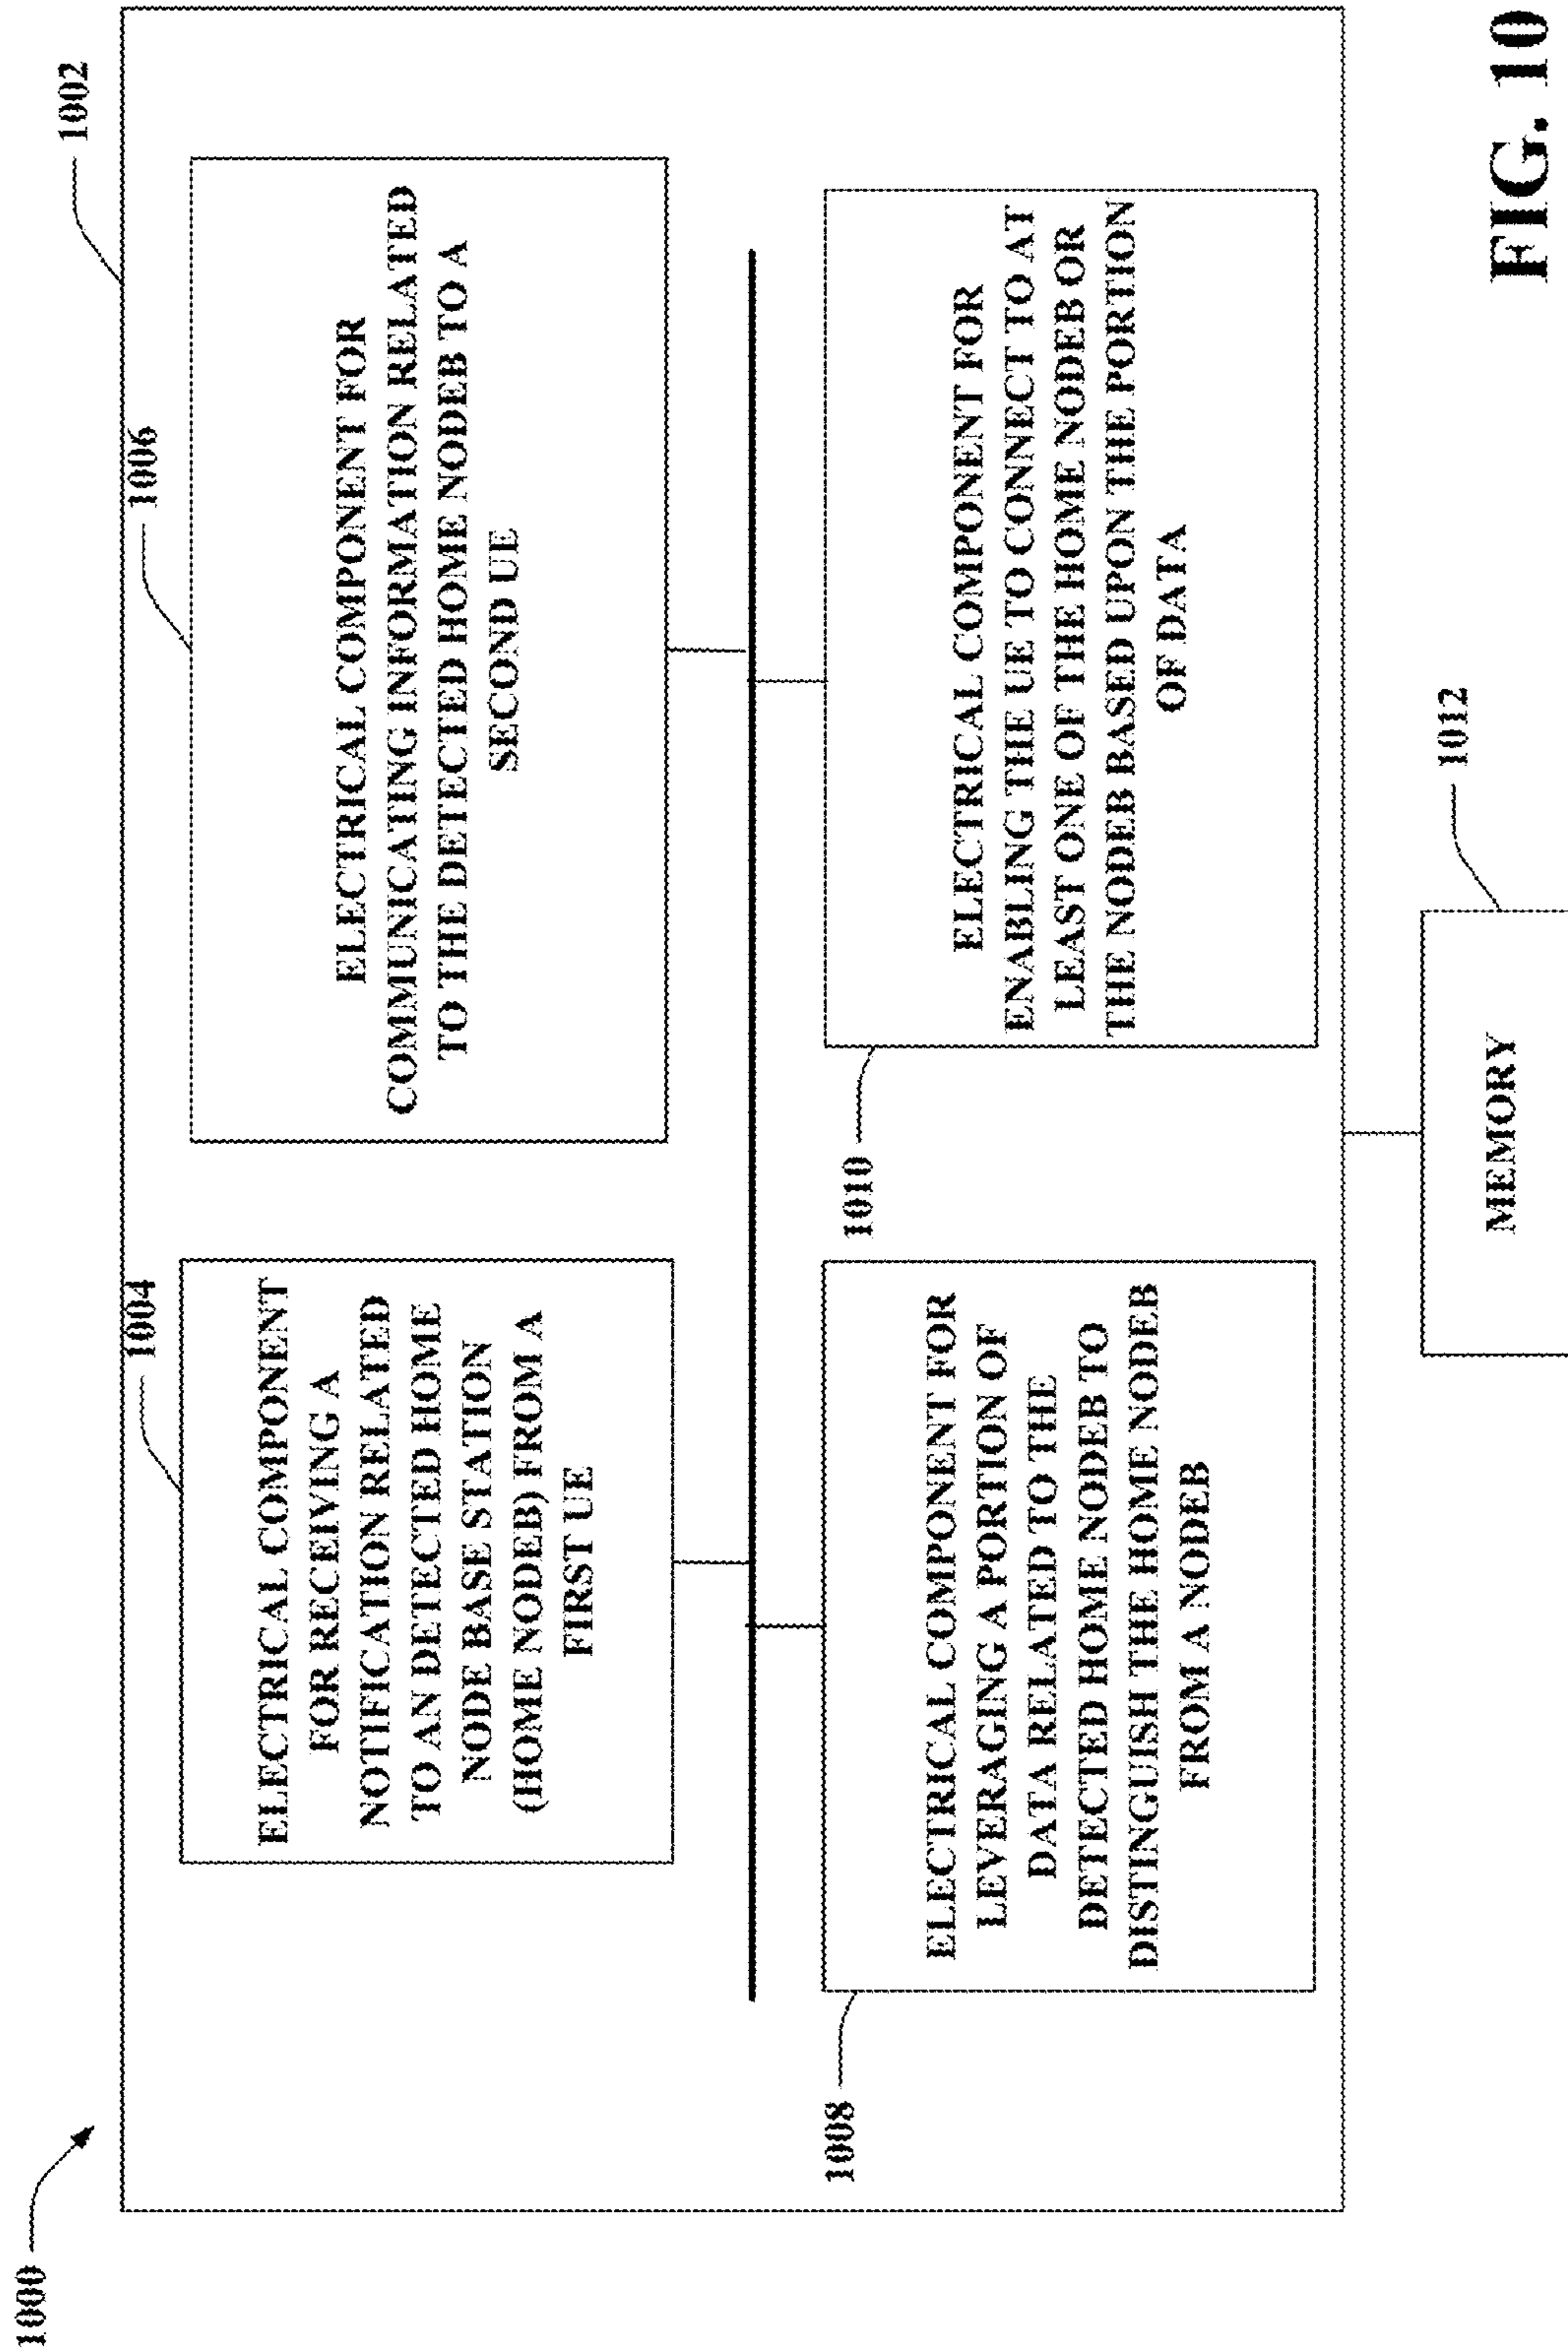 1000
1002
1004
ELECTRICAL COMPONENT
FOR RECEIVING A
NOTIFICATION RELATED
TO AN DETECTED HOME
NODE BASE STATION
(HOME NODEB) FROM A
FIRST UE
1006
ELECTRICAL COMPONENT FOR
COMMUNICATING INFORMATION RELATED
TO THE DETECTED HOME NODEB TO A
SECOND UE
1008
ELECTRICAL COMPONENT FOR
LEVERAGING A PORTION OF
DATA RELATED TO THE
DETECTED HOME NODEB TO
DISTINGUISH THE HOME NODEB
FROM A NODEB
1010
ELECTRICAL COMPONENT FOR
ENABLING THE UE TO CONNECT TO AT
LEAST ONE OF THE HOME NODEB OR
THE NODEB BASED UPON THE PORTION
OF DATA
1012
MEMORY
FIG. 10